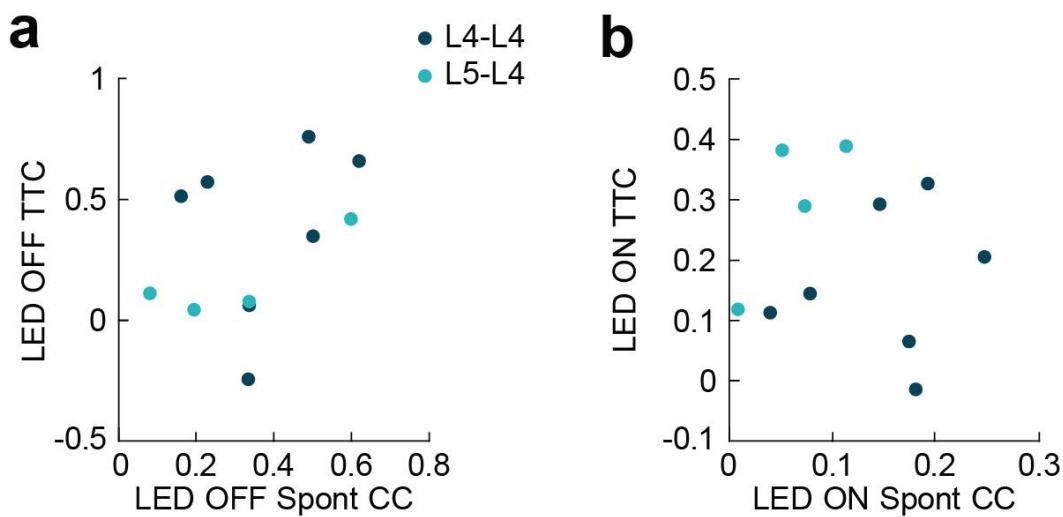 a
L4-L4
L5-L4
1
0.5
0
-0.5
LED OFF TTC
0 0.2 0.4 0.6 0.8
LED OFF Spont CC
b
0.5
0.4
0.3
0.2
0.1
0
-0.1
LED ON TTC
0 0.1 0.2 0.3
LED ON Spont CC